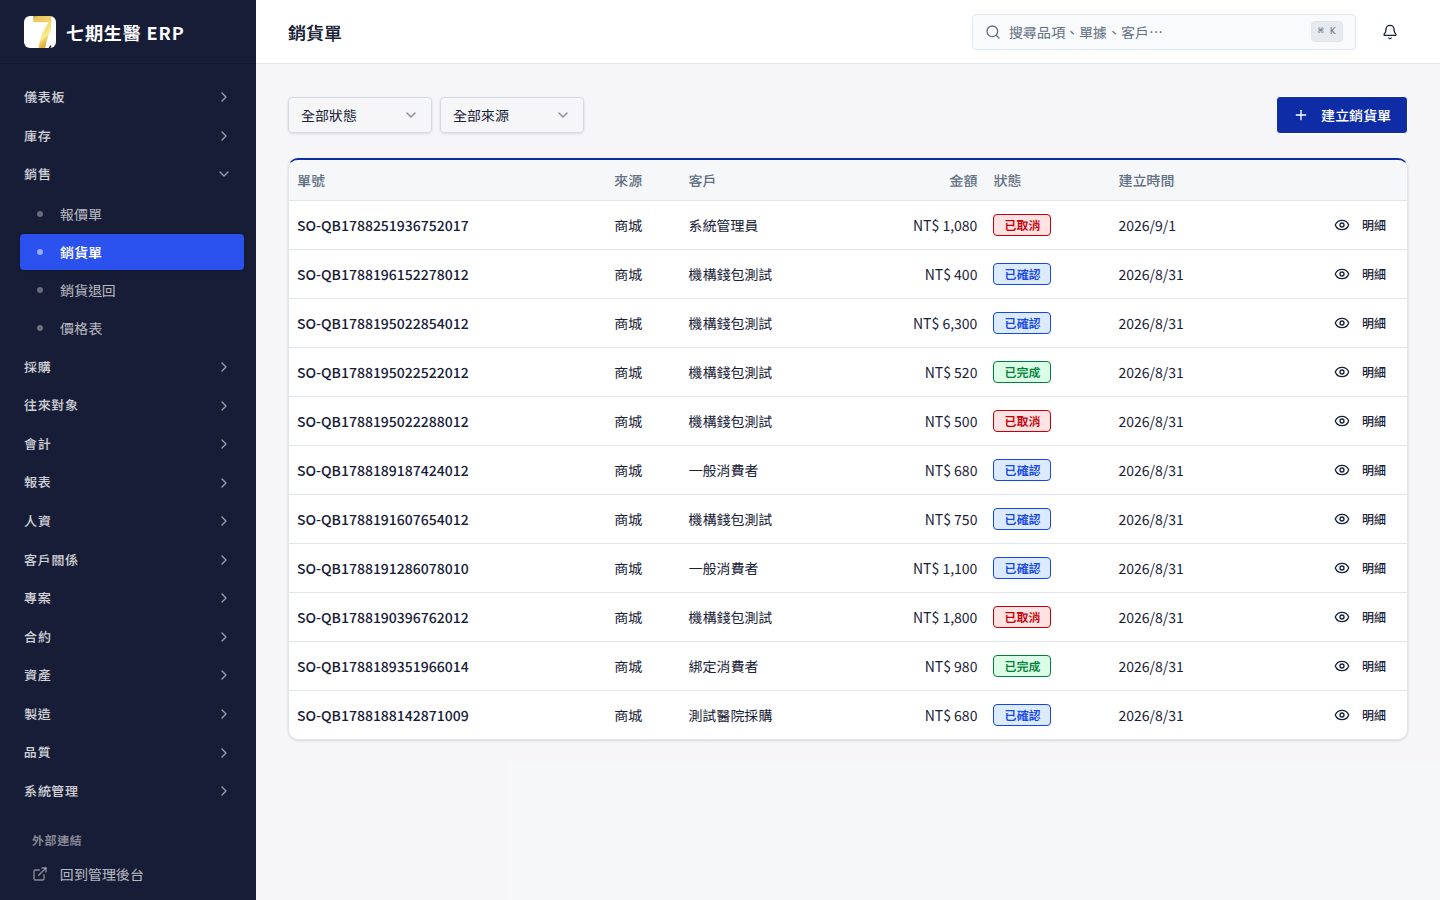 七期生醫 ERP
銷貨單
搜尋品項、單據、客戶…
⌘ K
儀表板
庫存
銷售
報價單
銷貨單
銷貨退回
價格表
採購
往來對象
會計
報表
人資
客戶關係
專案
合約
資產
製造
品質
系統管理
外部連結
回到管理後台
全部狀態 全部來源 建立銷貨單
單號 來源 客戶 金額 狀態 建立時間
SO-QB1788251936752017 商城 系統管理員 NT$ 1,080 已取消 2026/9/1 明細
SO-QB1788196152278012 商城 機構錢包測試 NT$ 400 已確認 2026/8/31 明細
SO-QB1788195022854012 商城 機構錢包測試 NT$ 6,300 已確認 2026/8/31 明細
SO-QB1788195022522012 商城 機構錢包測試 NT$ 520 已完成 2026/8/31 明細
SO-QB1788195022288012 商城 機構錢包測試 NT$ 500 已取消 2026/8/31 明細
SO-QB1788189187424012 商城 一般消費者 NT$ 680 已確認 2026/8/31 明細
SO-QB1788191607654012 商城 機構錢包測試 NT$ 750 已確認 2026/8/31 明細
SO-QB1788191286078010 商城 一般消費者 NT$ 1,100 已確認 2026/8/31 明細
SO-QB1788190396762012 商城 機構錢包測試 NT$ 1,800 已取消 2026/8/31 明細
SO-QB1788189351966014 商城 綁定消費者 NT$ 980 已完成 2026/8/31 明細
SO-QB1788188142871009 商城 測試醫院採購 NT$ 680 已確認 2026/8/31 明細